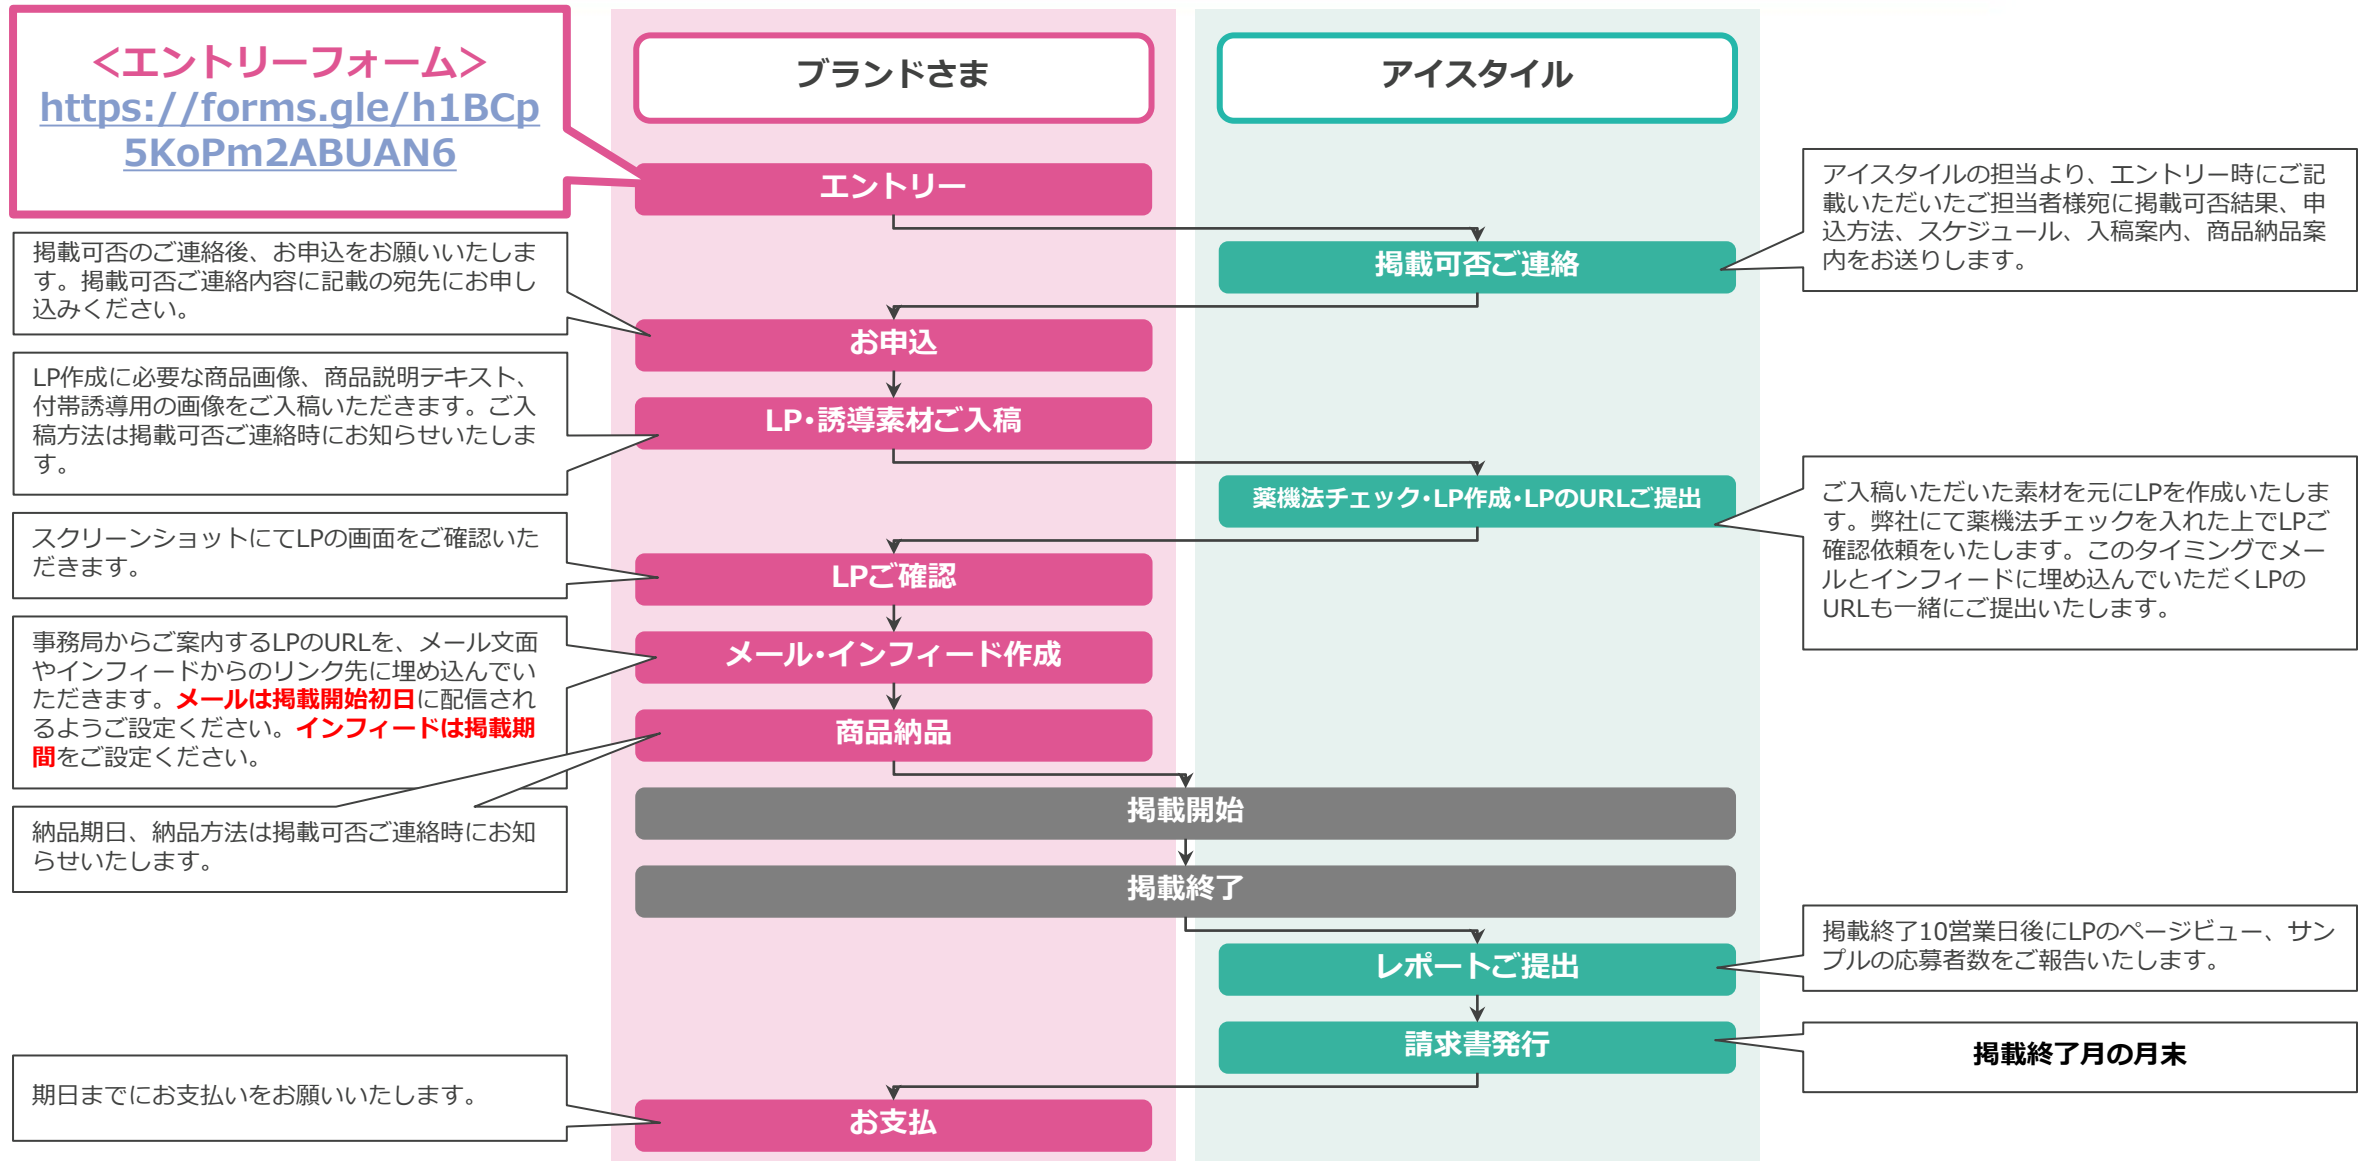 <エントリーフォーム>
https://forms.gle/h1BCp
5KoPm2ABUAN6
ブランドさま
アイスタイル
エントリー
アイスタイルの担当より、エントリー時にご記
載いただいたご担当者様宛に掲載可否結果、申
込方法、スケジュール、入稿案内、商品納品案
内をお送りします。
掲載可否ご連絡
掲載可否のご連絡後、お申込をお願いいたしま
す。掲載可否ご連絡内容に記載の宛先にお申し
込みください。
お申込
LP作成に必要な商品画像、商品説明テキスト、
付帯誘導用の画像をご入稿いただきます。ご入
稿方法は掲載可否ご連絡時にお知らせいたしま
す。
LP・誘導素材ご入稿
薬機法チェック・LP作成・LPのURLご提出
ご入稿いただいた素材を元にLPを作成いたしま
す。弊社にて薬機法チェックを入れた上でLPご
確認依頼をいたします。このタイミングでメー
ルとインフィードに埋め込んでいただくLPの
URLも一緒にご提出いたします。
スクリーンショットにてLPの画面をご確認いた
だきます。
LPご確認
事務局からご案内するLPのURLを、メール文面
やインフィードからのリンク先に埋め込んでい
ただきます。メールは掲載開始初日に配信され
るようご設定ください。インフィードは掲載期
間をご設定ください。
メール・インフィード作成
商品納品
納品期日、納品方法は掲載可否ご連絡時にお知
らせいたします。
掲載開始
掲載終了
レポートご提出
掲載終了10営業日後にLPのページビュー、サン
プルの応募者数をご報告いたします。
請求書発行
掲載終了月の月末
期日までにお支払いをお願いいたします。
お支払